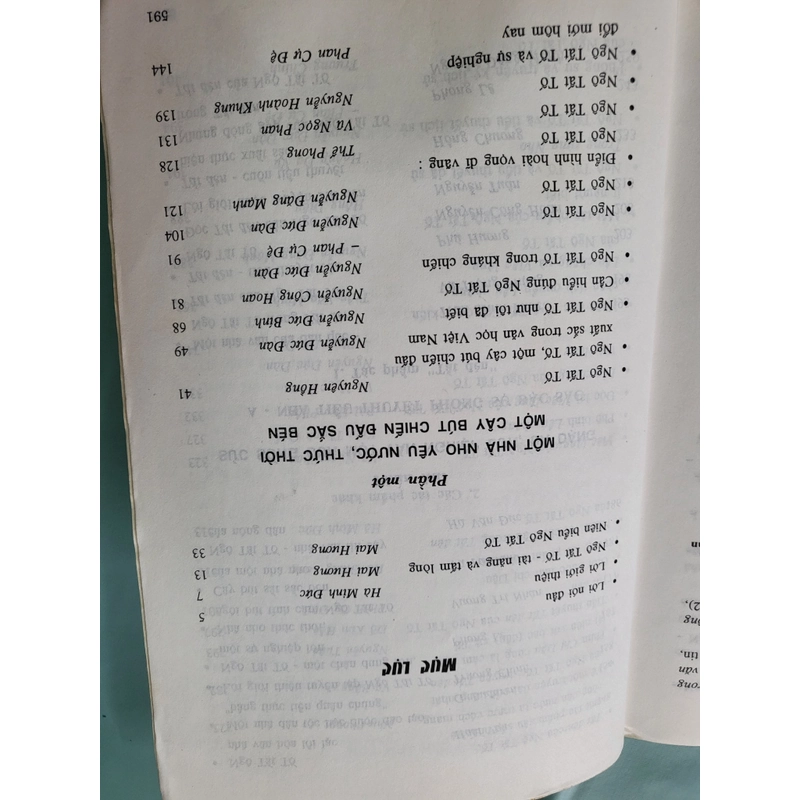 MỤC LỤC
Lời nói đầu 5
• Lời giới thiệu Hà Minh Đức 7
• Ngô Tất Tố - tài năng và tấm lòng Mai Hương 13
• Niên biểu Ngô Tất Tố Mai Hương 33
Phần một
MỘT NHÀ NHO YÊU NƯỚC, THỨC THỜI
MỘT CÂY BÚT CHIẾN ĐẤU SẮC BÉN
• Ngô Tất Tố Nguyên Hồng 41
• Ngô Tất Tố, một cây bút chiến đấu
xuất sắc trong văn học Việt Nam Nguyễn Đức Đàn 49
• Ngô Tất Tố như tôi đã biết Nguyễn Đức Bính 68
• Cần hiểu đúng Ngô Tất Tố Nguyễn Công Hoan 81
• Ngô Tất Tố trong kháng chiến Nguyễn Đức Đàn
– Phan Cự Đệ 91
• Ngô Tất Tố Nguyễn Đức Đàn 104
• Ngô Tất Tố Nguyễn Đăng Mạnh 121
• Điển hình hoài vọng dĩ vãng :
Ngô Tất Tố Thế Phong 128
• Ngô Tất Tố Vũ Ngọc Phan 131
• Ngô Tất Tố Nguyễn Hoành Khung 139
• Ngô Tất Tố và sự nghiệp
đổi mới hôm nay Phan Cự Đệ 144
591